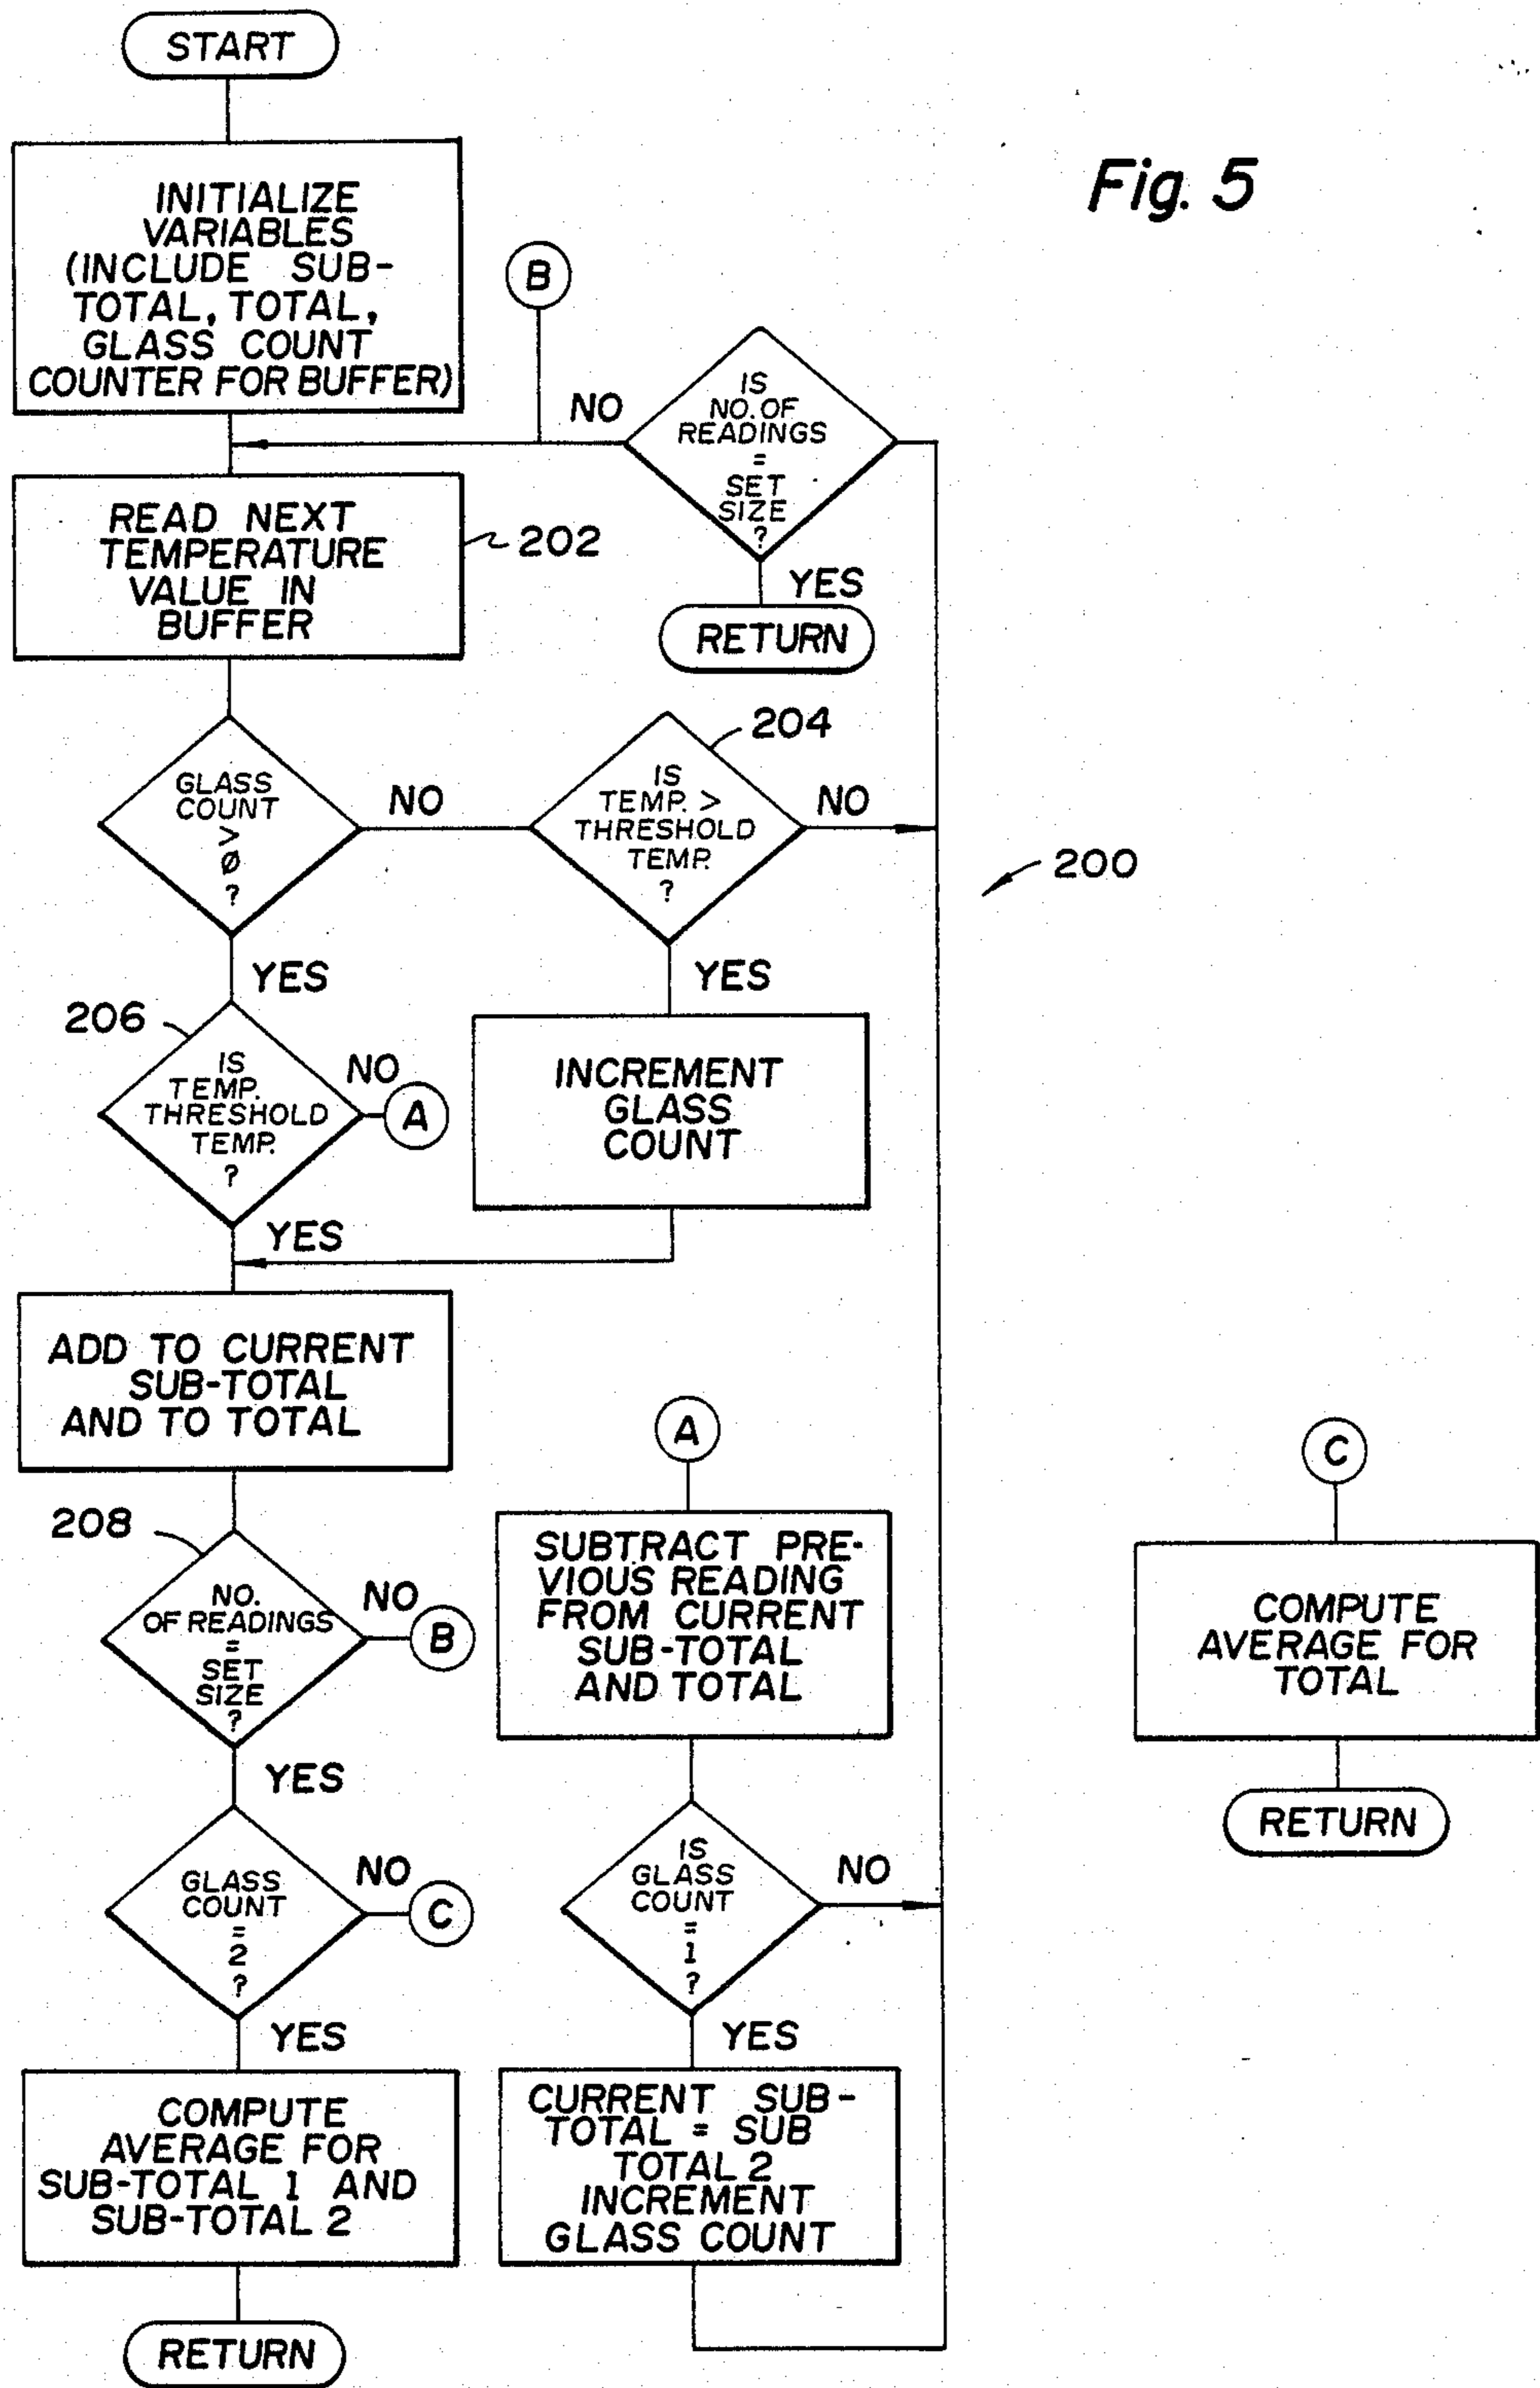 START
Fig. 5
INITIALIZE
VARIABLES
(INCLUDE SUB-
TOTAL, TOTAL,
GLASS COUNT
COUNTER FOR BUFFER)
B
NO
IS
NO. OF
READINGS
=
SET
SIZE
?
YES
RETURN
READ NEXT
TEMPERATURE
VALUE IN
BUFFER
202
GLASS
COUNT
>
Ø
?
NO
204
IS
TEMP. >
THRESHOLD
TEMP.
?
NO
200
YES
YES
206
IS
TEMP.
THRESHOLD
TEMP.
?
NO
A
INCREMENT
GLASS
COUNT
YES
ADD TO CURRENT
SUB-TOTAL
AND TO TOTAL
208
NO.
OF READINGS
=
SET
SIZE
?
NO
B
YES
GLASS
COUNT
=
2
?
NO
C
YES
COMPUTE
AVERAGE FOR
SUB-TOTAL 1 AND
SUB-TOTAL 2
RETURN
A
SUBTRACT PRE-
VIOUS READING
FROM CURRENT
SUB-TOTAL
AND TOTAL
IS
GLASS
COUNT
=
1
?
NO
YES
CURRENT SUB-
TOTAL = SUB
TOTAL 2
INCREMENT
GLASS COUNT
C
COMPUTE
AVERAGE FOR
TOTAL
RETURN